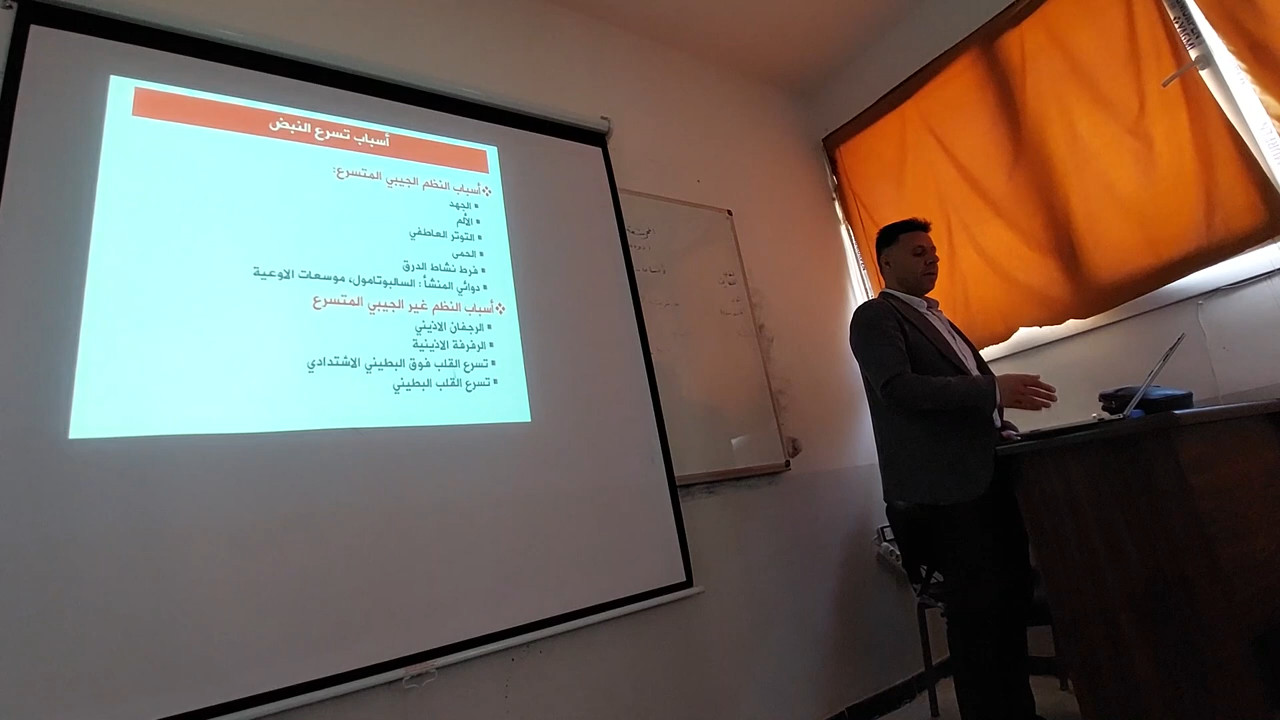 أسباب تسرع النبض
❖ أسباب النظم الجيبي المتسرع:
▪ الجهد
▪ الألم
▪ التوتر العاطفي
▪ الحمى
▪ فرط نشاط الدرق
▪ دوائي المنشأ: السالبوتامول، موسعات الاوعية
❖ أسباب النظم غير الجيبي المتسرع
▪ الرجفان الاذيني
▪ الرفرفة الاذينية
▪ تسرع القلب فوق البطيني الاشتدادي
▪ تسرع القلب البطيني